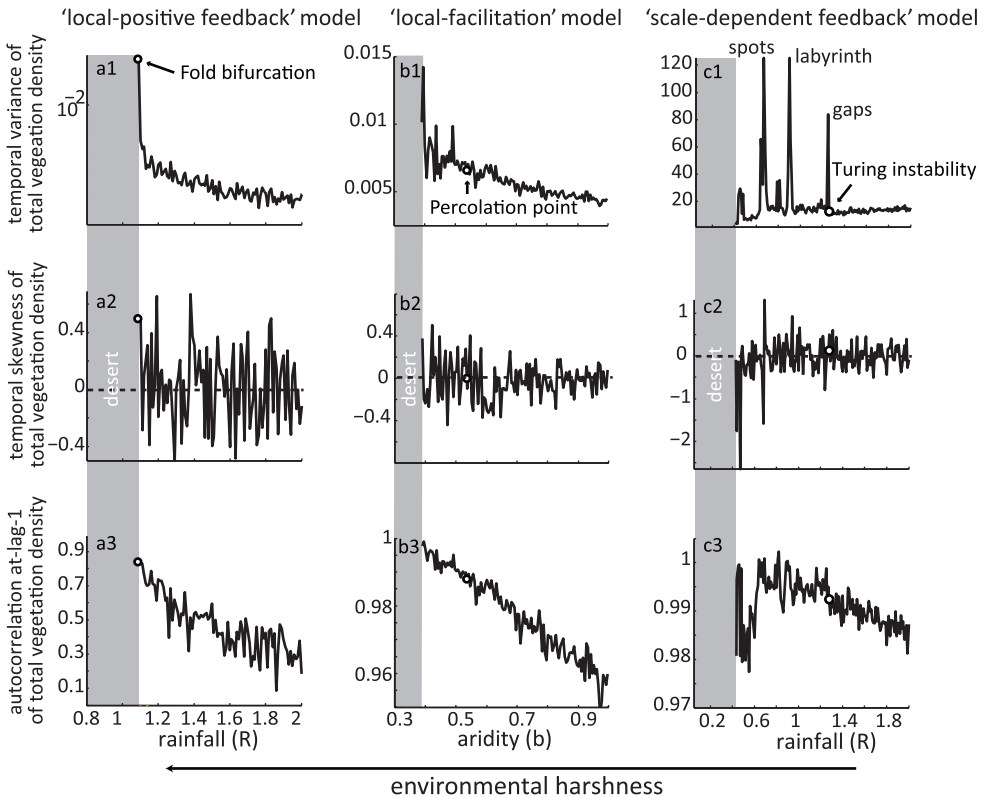 'local-positive feedback' model
'local-facilitation' model
'scale-dependent feedback' model
temporal variance of
total vegeation density
a1
Fold bifurcation
10
−2
0.015
0.01
0.005
b1
Percolation point
120
100
80
60
40
20
c1
spots
labyrinth
gaps
Turing instability
temporal skewness of
total vegetation density
a2
0.4
0
−0.4
desert
b2
0.4
0
−0.4
desert
c2
1
0
−1
−2
desert
autocorrelation at-lag-1
of total vegetation density
a3
0.9
0.7
0.5
0.3
0.1
b3
1
0.98
0.96
c3
1
0.99
0.98
0.97
0.8 1 1.2 1.4 1.6 1.8 2
rainfall (R)
0.3 0.5 0.7 0.9
aridity (b)
0.2 0.6 1 1.4 1.8
rainfall (R)
environmental harshness